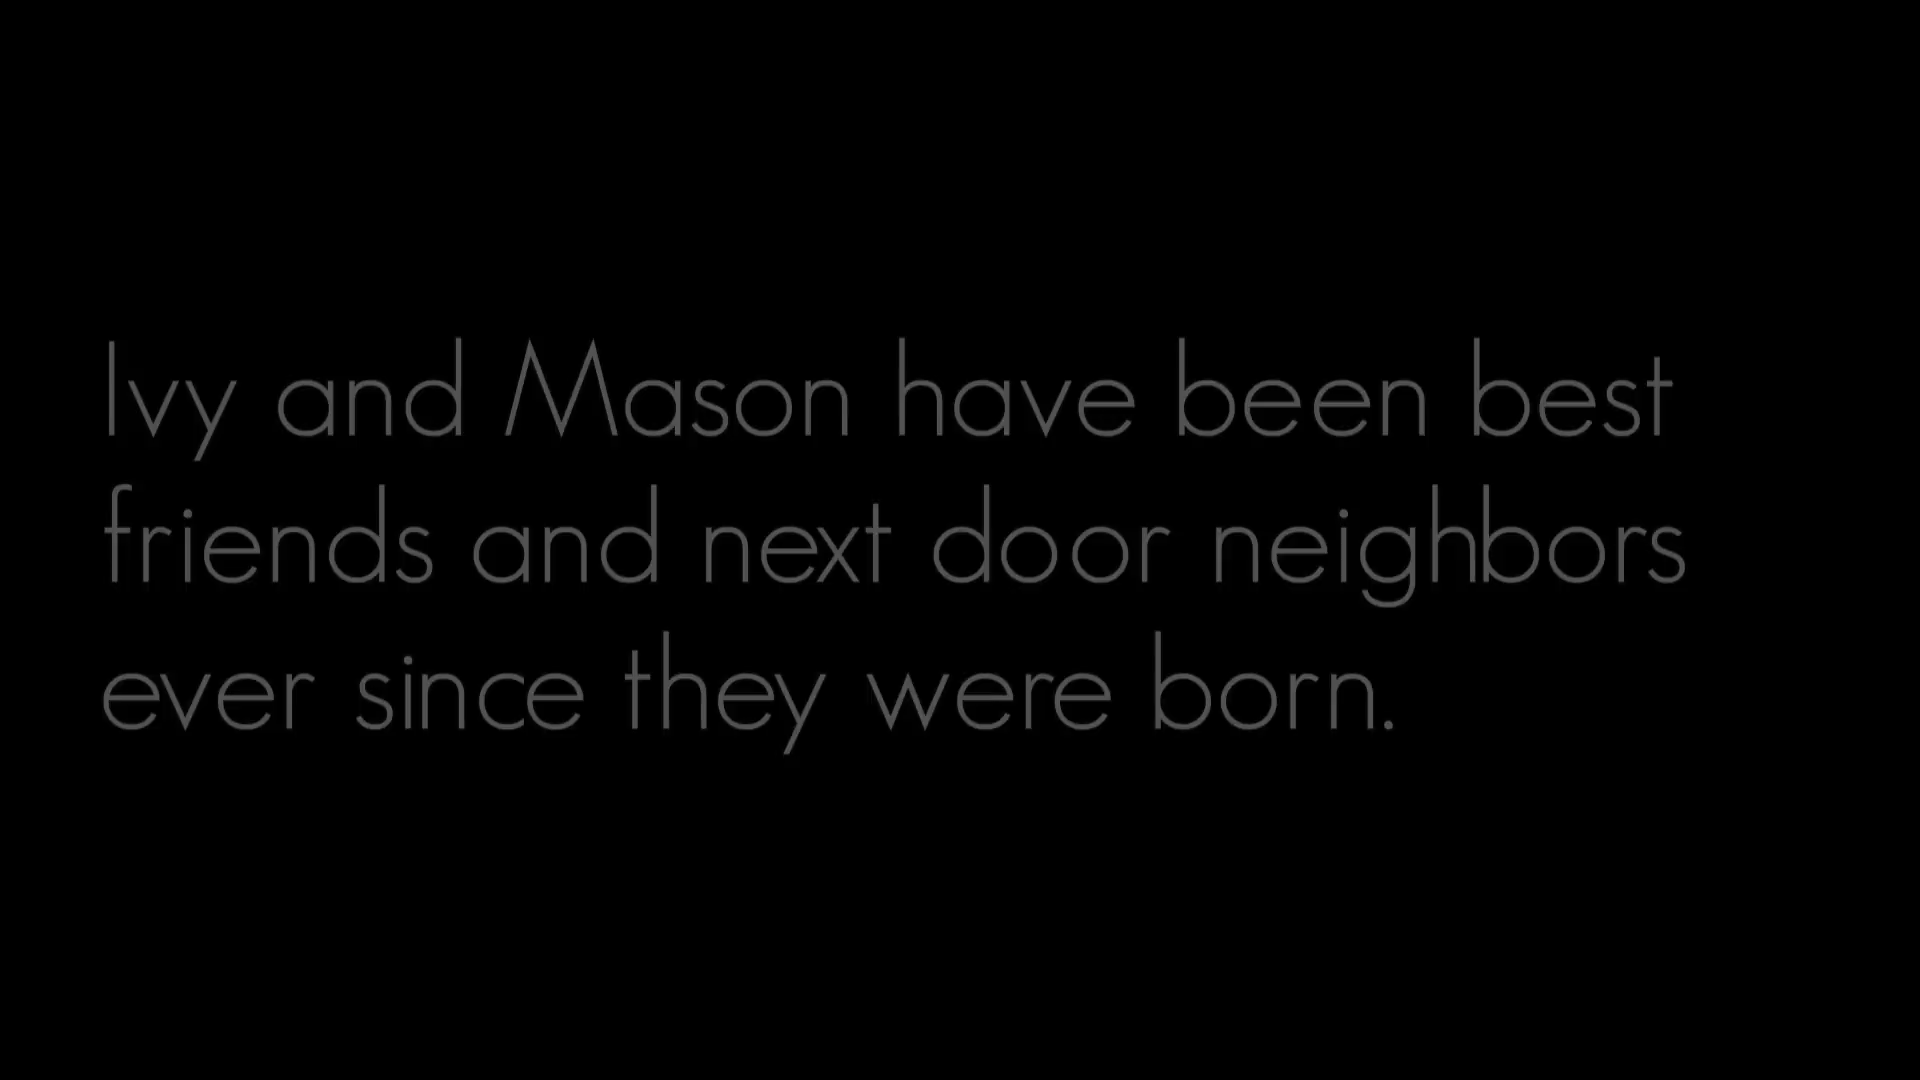 Ivy and Mason have been best
friends and next door neighbors
ever since they were born.